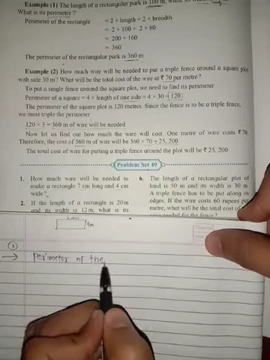 Example (1) The length of a rectangular park is 100 m,
What is its perimeter ?
Perimeter of the rectangle = 2 × length + 2 × breadth
= 2 × 100 + 2 × 80
= 200 + 160
= 360
The perimeter of the rectangular park is 360 m
Example (2) How much wire will be needed to put a triple fence around a square plot
with side 30 m? What will be the total cost of the wire at ₹ 70 per metre?
To put a single fence around the square plot, we need to find its perimeter
Perimeter of a square = 4 × length of one side = 4 × 30 = 120
The perimeter of the square plot is 120 metres. Since the fence is to be a triple fence,
we must triple the perimeter
120 × 3 = 360 m of wire will be needed
Now let us find out how much the wire will cost. One metre of wire costs ₹ 70
Therefore, the cost of 360 m of wire will be 360 × 70 = 25, 200
The total cost of wire for putting a triple fence around the plot will be ₹ 25, 200
Problem Set 49
1. How much wire will be needed to
make a rectangle 7 cm long and 4 cm
wide ?
2. If the length of a rectangle is 20 m
and its width is 12 m, what is its
6. The side of a rectangular plot of
land is 50 m and its width is 30 m
A triple fence has to be put along its
edges. If the wire costs 60 rupees per
metre, what will be the total cost of
(1)
→ Perimeter of the